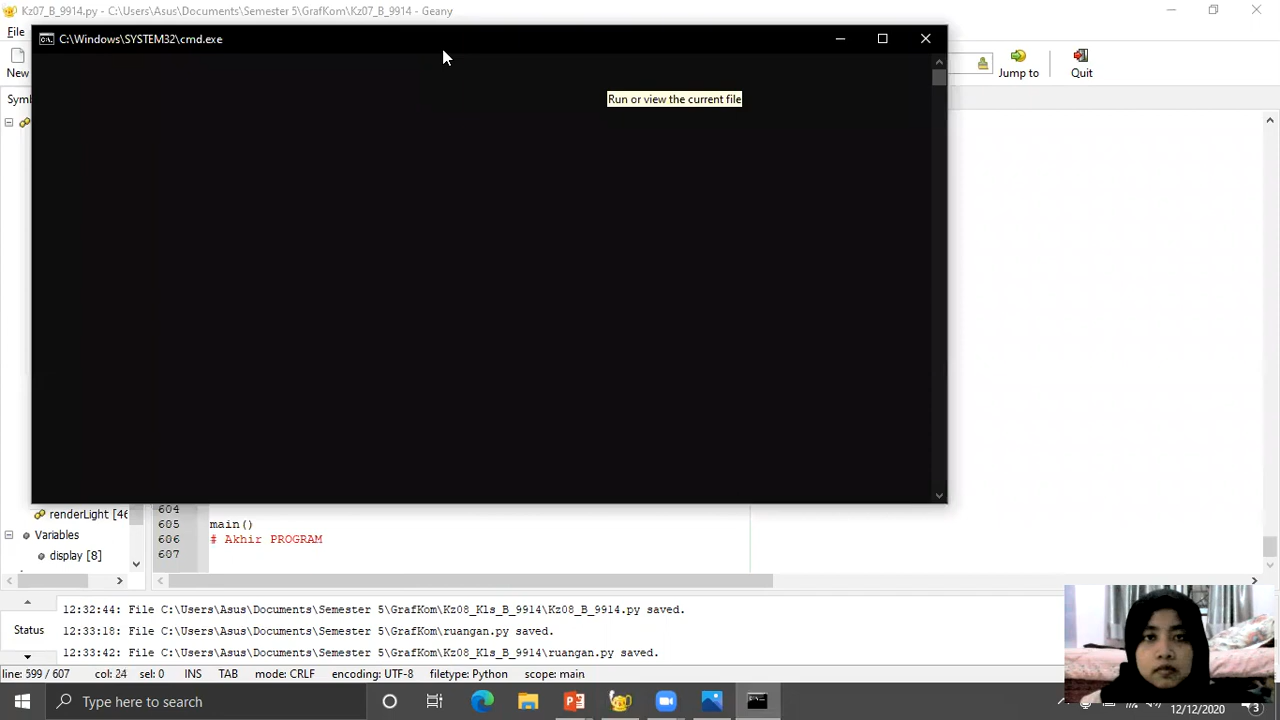 Kz07_B_9914.py - C:\Users\Asus\Documents\Semester 5\GrafKom\Kz07_B_9914 - Geany
File
C:\Windows\SYSTEM32\cmd.exe
New
Jump to
Quit
Run or view the current file
Symb
604
renderLight [46
605 main()
Variables
606 # Akhir PROGRAM
display [8]
607
12:32:44: File C:\Users\Asus\Documents\Semester 5\GrafKom\Kz08_Kls_B_9914\Kz08_B_9914.py saved.
Status
12:33:18: File C:\Users\Asus\Documents\Semester 5\GrafKom\ruangan.py saved.
12:33:42: File C:\Users\Asus\Documents\Semester 5\GrafKom\Kz08_Kls_B_9914\ruangan.py saved.
line: 599 / 607 col: 24 sel: 0 INS TAB mode: CRLF encoding: UTF-8 filetype: Python scope: main
Type here to search
12/12/2020
3